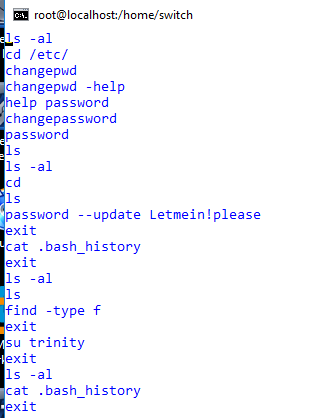 root@localhost:/home/switch
ls -al
cd /etc/
changepwd
changepwd -help
help password
changepassword
password
ls
ls -al
cd
ls
password --update Letmein!please
exit
cat .bash_history
exit
ls -al
ls
find -type f
exit
su trinity
exit
ls -al
cat .bash_history
exit